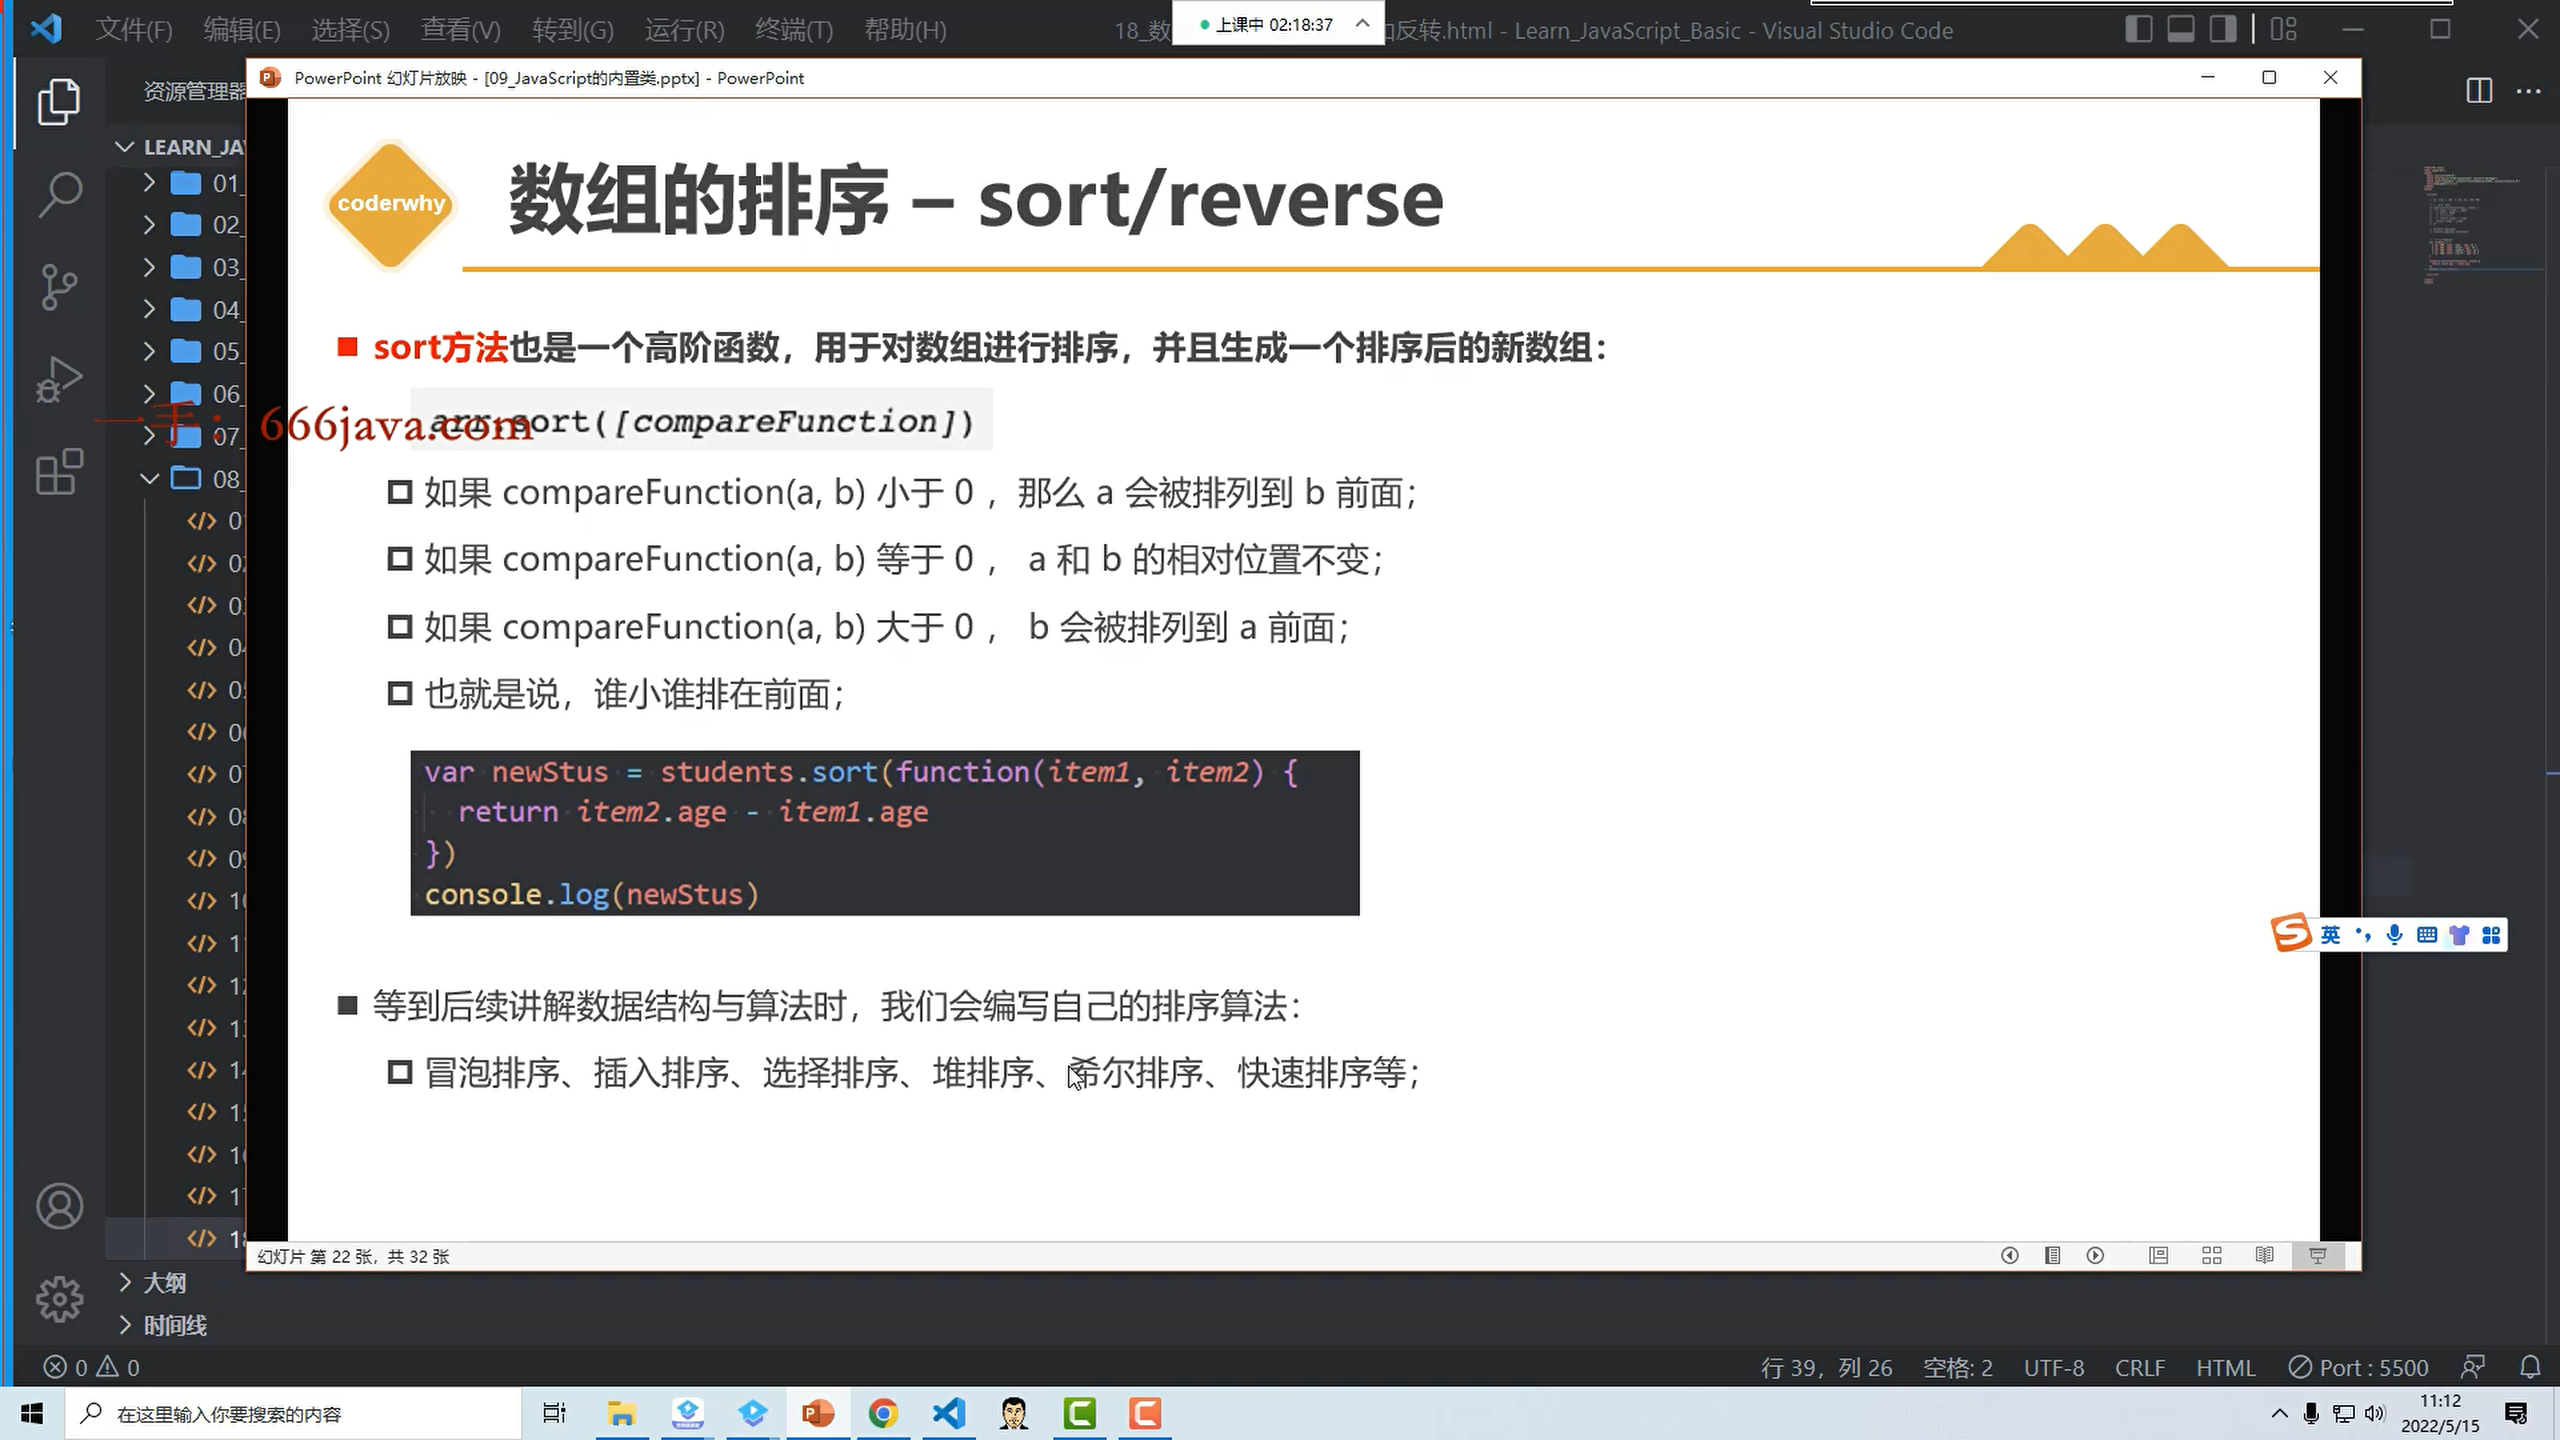 文件(F) 编辑(E) 选择(S) 查看(V) 转到(G) 运行(R) 终端(T) 帮助(H)
18_数
上课中 02:18:37
和反转.html - Learn_JavaScript_Basic - Visual Studio Code
资源管理器
PowerPoint 幻灯片放映 - [09_JavaScript的内置类.pptx] - PowerPoint
LEARN_JA
01_
02_
03_
04_
05_
06_
07_
08_
coderwhy
数组的排序 – sort/reverse
sort方法也是一个高阶函数，用于对数组进行排序，并且生成一个排序后的新数组：
arr.sort([compareFunction])
一手：666java.com
如果 compareFunction(a, b) 小于 0 ，那么 a 会被排列到 b 前面；
如果 compareFunction(a, b) 等于 0 ， a 和 b 的相对位置不变；
如果 compareFunction(a, b) 大于 0 ， b 会被排列到 a 前面；
也就是说，谁小谁排在前面；
var newStus = students.sort(function(item1, item2) {
return item2.age - item1.age
})
console.log(newStus)
等到后续讲解数据结构与算法时，我们会编写自己的排序算法：
冒泡排序、插入排序、选择排序、堆排序、希尔排序、快速排序等；
英
幻灯片 第 22 张，共 32 张
大纲
时间线
0 0
行 39，列 26 空格: 2 UTF-8 CRLF HTML Port : 5500
在这里输入你要搜索的内容
11:12
2022/5/15